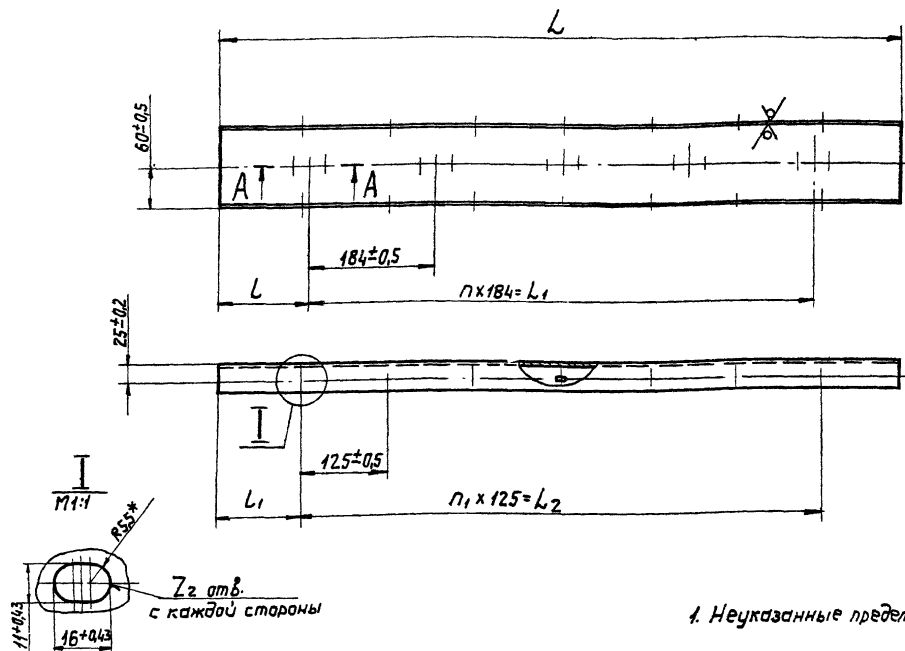 L
60±0,5
A A
184±0,5
L
n×184=L1
25±0,2
I
125±0,5
L1
n1×125=L2
I
М1:1
R5,5*
Z2 отв.
с каждой стороны
11+0,43
16+0,43
1. Неуказанные предел